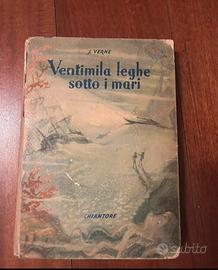 J. VERNE
Ventimila leghe
sotto i mari
CHIANTORE
subito